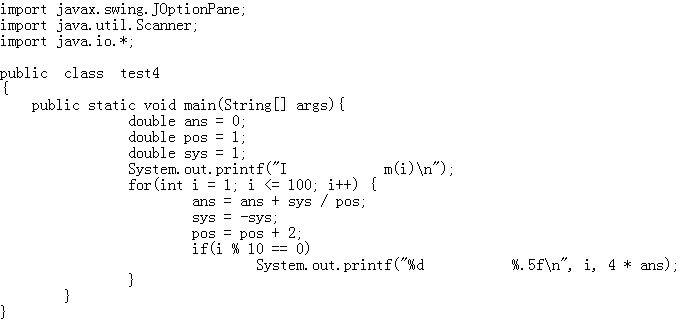 import javax.swing.JOptionPane;
import java.util.Scanner;
import java.io.*;

public  class  test4
{
    public static void main(String[] args){
                double ans = 0;
                double pos = 1;
                double sys = 1;
                System.out.printf("I            m(i)\n");
                for(int i = 1; i <= 100; i++) {
                        ans = ans + sys / pos;
                        sys = -sys;
                        pos = pos + 2;
                        if(i % 10 == 0)
                                System.out.printf("%d           %.5f\n", i, 4 * ans);
                }
        }
}